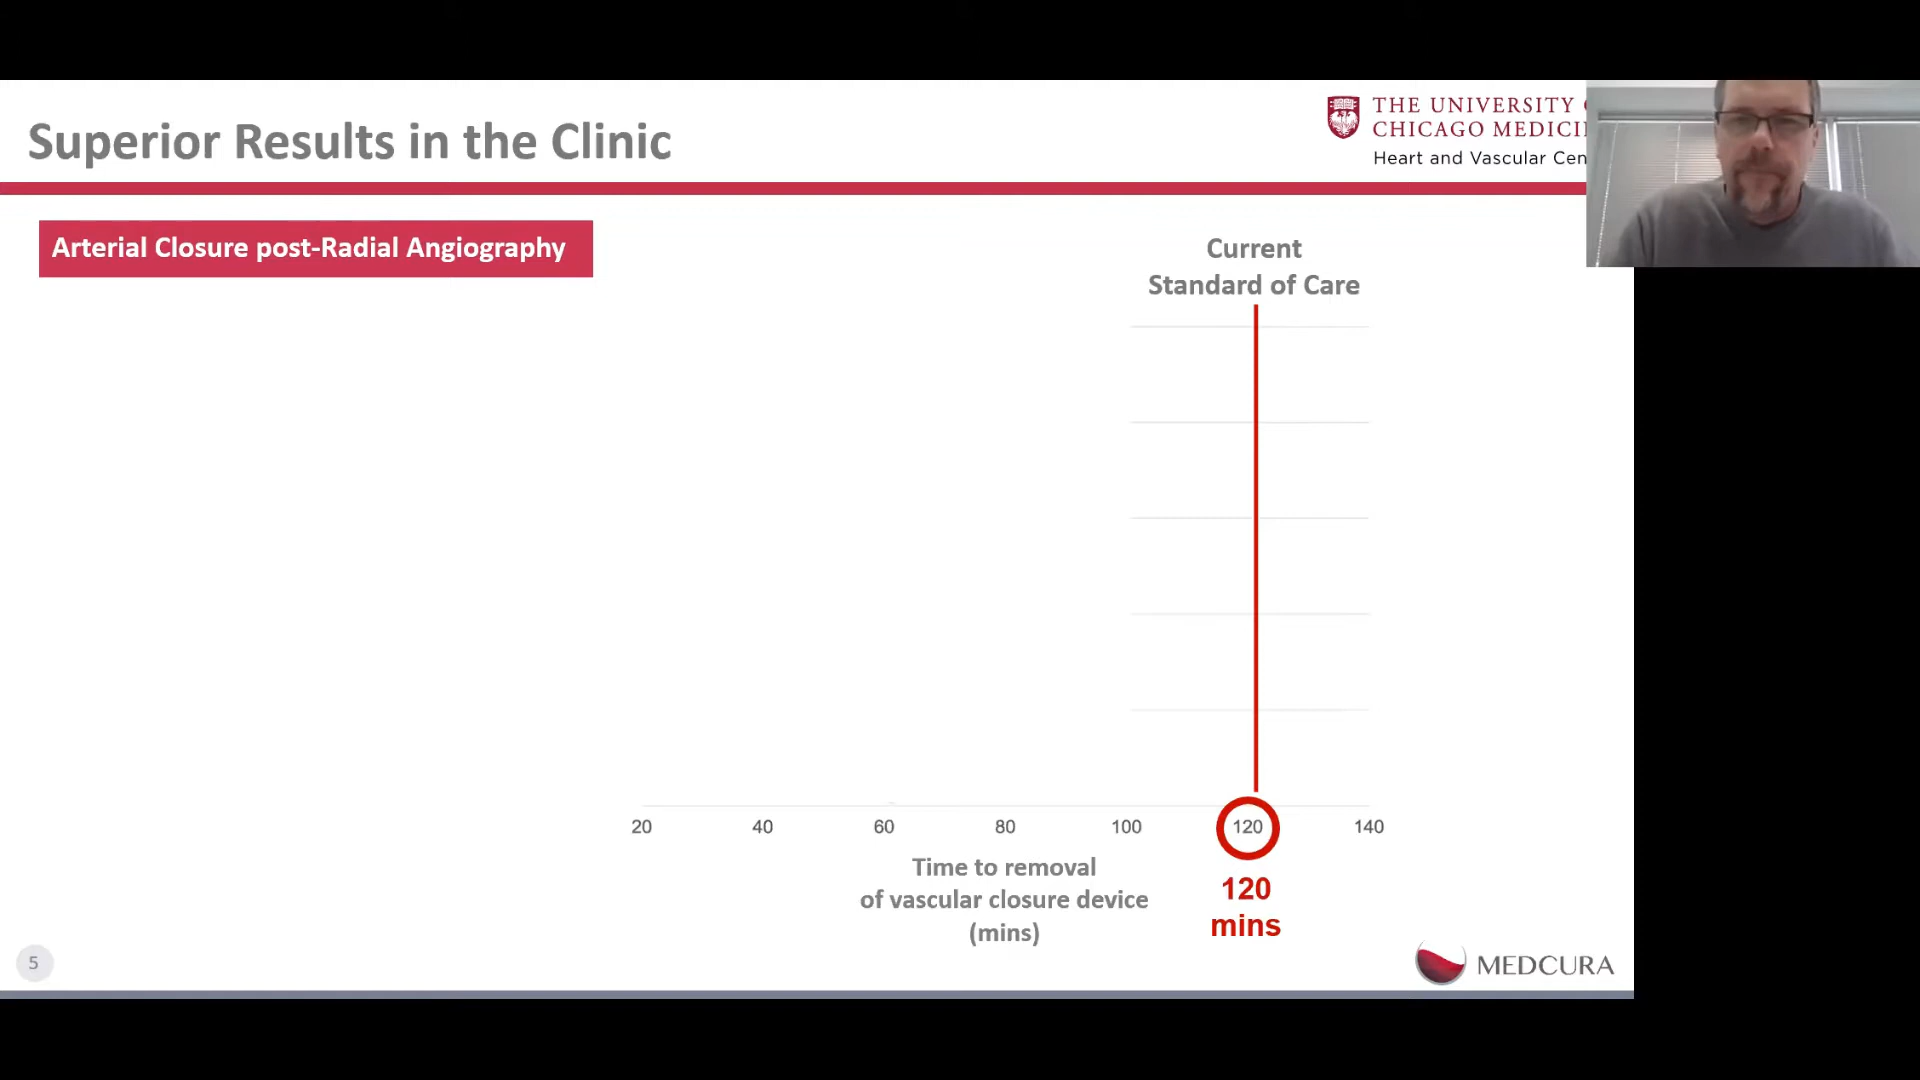 Superior Results in the Clinic
THE UNIVERSITY
CHICAGO MEDICI
Heart and Vascular Cen
Arterial Closure post-Radial Angiography
Current
Standard of Care
20 40 60 80 100 120 140
Time to removal
of vascular closure device
(mins)
120
mins
5
MEDCURA